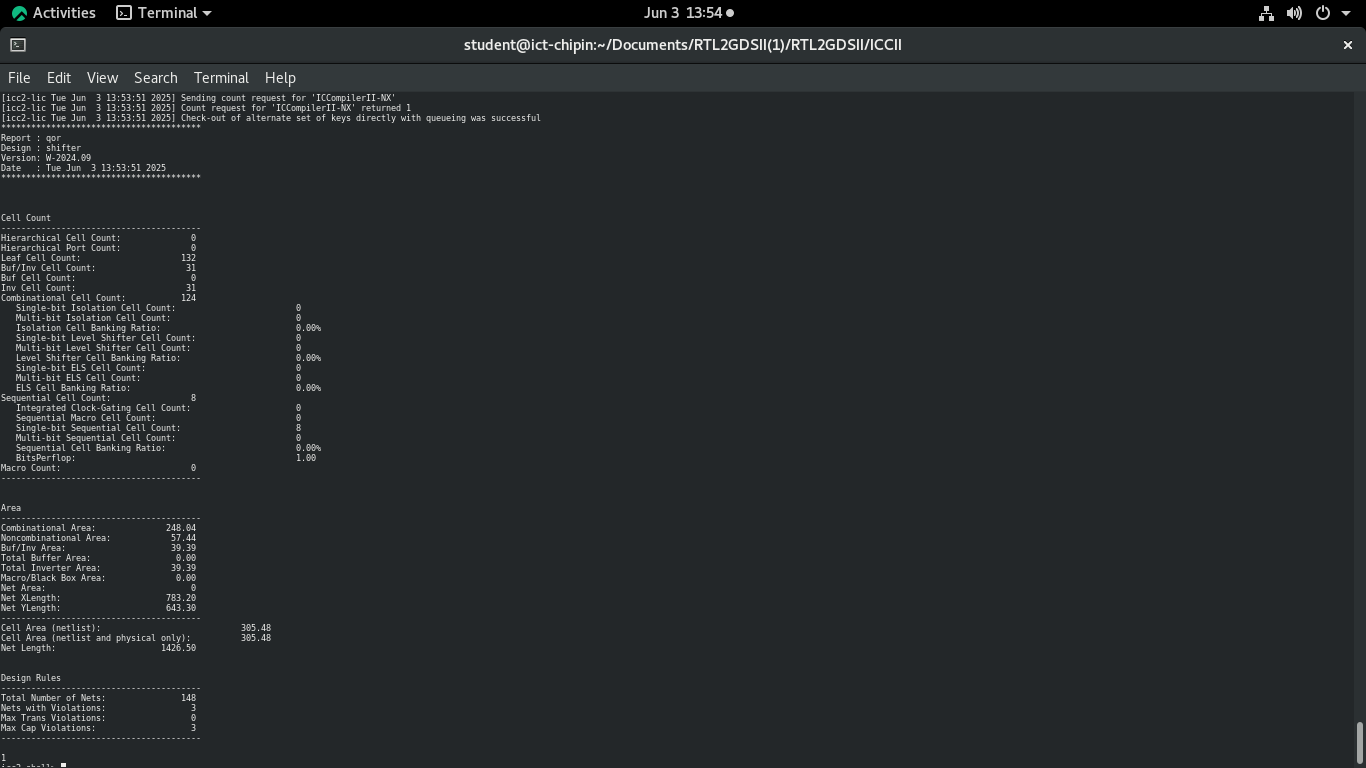 Activities Terminal Jun 3 13:54
student@ict-chipin:~/Documents/RTL2GDSII(1)/RTL2GDSII/ICCII
File Edit View Search Terminal Help
[icc2-lic Tue Jun  3 13:53:51 2025] Sending count request for 'ICCompilerII-NX'
[icc2-lic Tue Jun  3 13:53:51 2025] Count request for 'ICCompilerII-NX' returned 1
[icc2-lic Tue Jun  3 13:53:51 2025] Check-out of alternate set of keys directly with queueing was successful
****************************************
Report : qor
Design : shifter
Version: W-2024.09
Date   : Tue Jun  3 13:53:51 2025
****************************************
Cell Count
----------------------------------------
Hierarchical Cell Count: 0
Hierarchical Port Count: 0
Leaf Cell Count: 132
Buf/Inv Cell Count: 31
Buf Cell Count: 0
Inv Cell Count: 31
Combinational Cell Count: 124
Single-bit Isolation Cell Count: 0
Multi-bit Isolation Cell Count: 0
Isolation Cell Banking Ratio: 0.00%
Single-bit Level Shifter Cell Count: 0
Multi-bit Level Shifter Cell Count: 0
Level Shifter Cell Banking Ratio: 0.00%
Single-bit ELS Cell Count: 0
Multi-bit ELS Cell Count: 0
ELS Cell Banking Ratio: 0.00%
Sequential Cell Count: 8
Integrated Clock-Gating Cell Count: 0
Sequential Macro Cell Count: 0
Single-bit Sequential Cell Count: 8
Multi-bit Sequential Cell Count: 0
Sequential Cell Banking Ratio: 0.00%
BitsPerflop: 1.00
Macro Count: 0
----------------------------------------
Area
----------------------------------------
Combinational Area: 248.04
Noncombinational Area: 57.44
Buf/Inv Area: 39.39
Total Buffer Area: 0.00
Total Inverter Area: 39.39
Macro/Black Box Area: 0.00
Net Area: 0
Net XLength: 783.20
Net YLength: 643.30
----------------------------------------
Cell Area (netlist): 305.48
Cell Area (netlist and physical only): 305.48
Net Length: 1426.50
Design Rules
----------------------------------------
Total Number of Nets: 148
Nets with Violations: 3
Max Trans Violations: 0
Max Cap Violations: 3
----------------------------------------
1